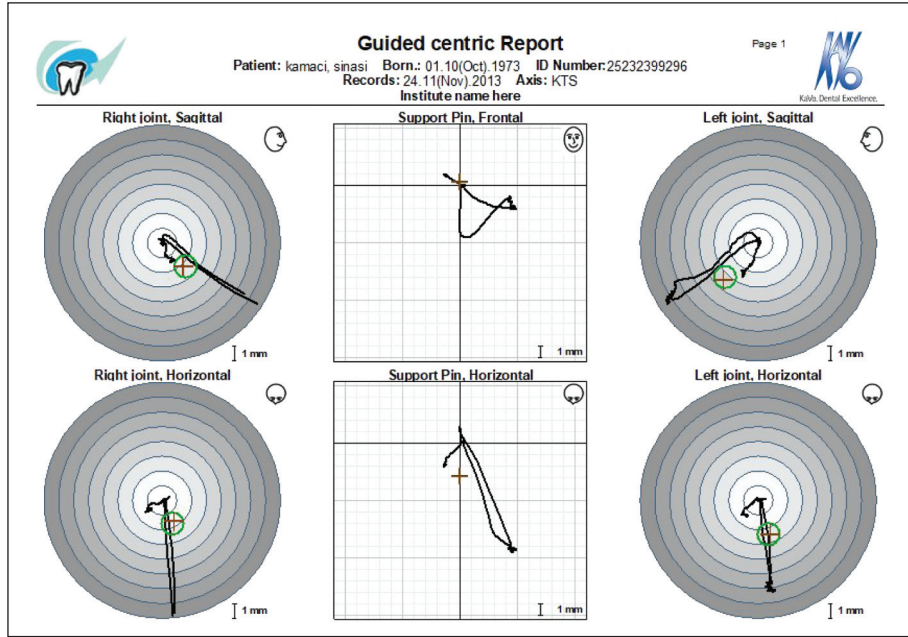 Guided centric Report
Page 1
Patient: kamaci, sinasi Born.: 01.10(Oct).1973 ID Number:25232399296
Records: 24.11(Nov).2013 Axis: KTS
Institute name here
KaVo. Dental Excellence.
Right joint, Sagittal
Support Pin, Frontal
Left joint, Sagittal
1 mm
1 mm
1 mm
Right joint, Horizontal
Support Pin, Horizontal
Left joint, Horizontal
1 mm
1 mm
1 mm